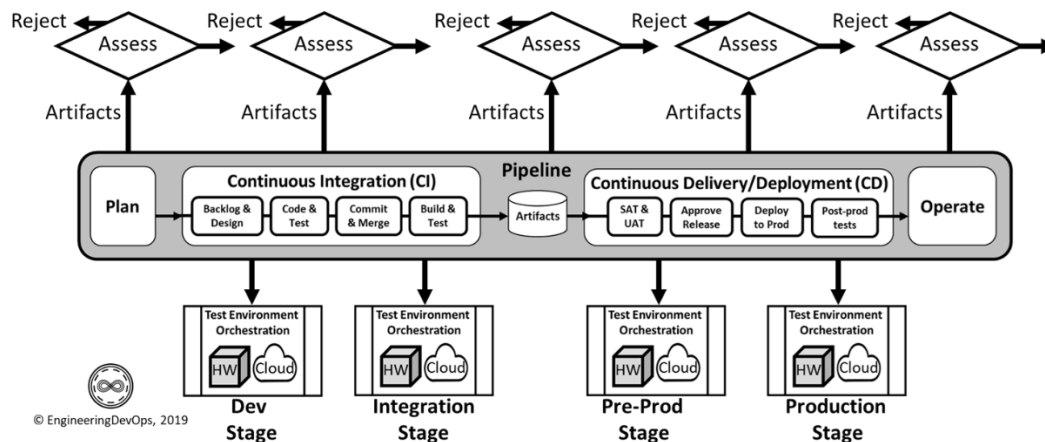 Reject
Assess
Artifacts
Reject
Assess
Artifacts
Reject
Assess
Artifacts
Reject
Assess
Artifacts
Reject
Assess
Artifacts
Pipeline
Plan
Continuous Integration (CI)
Backlog &
Design
Code &
Test
Commit
& Merge
Build &
Test
Artifacts
Continuous Delivery/Deployment (CD)
SAT &
UAT
Approve
Release
Deploy
to Prod
Post-prod
tests
Operate
Test Environment
Orchestration
HW
Cloud
Dev
Stage
Test Environment
Orchestration
HW
Cloud
Integration
Stage
Test Environment
Orchestration
HW
Cloud
Pre-Prod
Stage
Test Environment
Orchestration
HW
Cloud
Production
Stage
© EngineeringDevOps, 2019